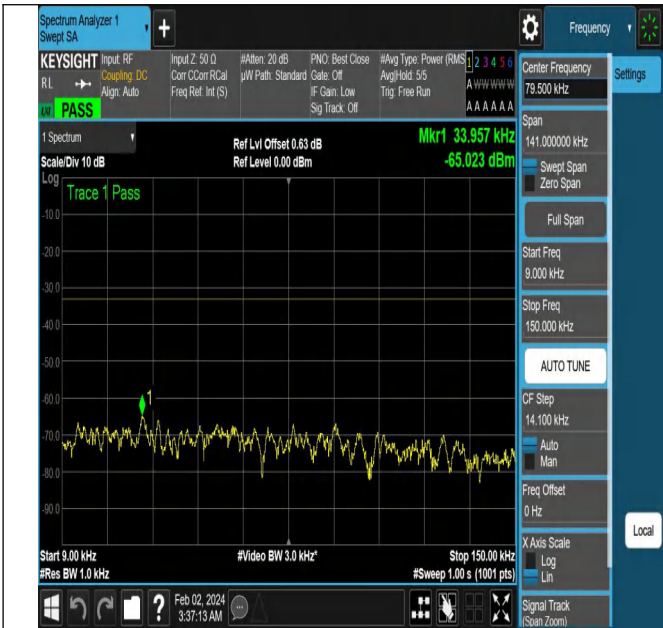 Spectrum Analyzer 1
Swept SA
+
Frequency
KEYSIGHT
RL
PASS
Input: RF
Coupling: DC
Align: Auto
Input Z: 50 Ω
Corr CCorr RCal
Freq Ref: Int (S)
#Atten: 20 dB
µW Path: Standard
PNO: Best Close
Gate: Off
IF Gain: Low
Sig Track: Off
#Avg Type: Power (RMS
Avg|Hold: 5/5
Trig: Free Run
1 2 3 4 5 6
A W W W W W
A A A A A A
1 Spectrum
Scale/Div 10 dB
Log
Ref Lvl Offset 0.63 dB
Ref Level 0.00 dBm
Mkr1 33.957 kHz
-65.023 dBm
Trace 1 Pass
-10.0
-20.0
-30.0
-40.0
-50.0
-60.0
-70.0
-80.0
-90.0
1
Start 9.00 kHz
#Res BW 1.0 kHz
#Video BW 3.0 kHz*
Stop 150.00 kHz
#Sweep 1.00 s (1001 pts)
Center Frequency
79.500 kHz
Span
141.000000 kHz
Swept Span
Zero Span
Full Span
Start Freq
9.000 kHz
Stop Freq
150.000 kHz
AUTO TUNE
CF Step
14.100 kHz
Auto
Man
Freq Offset
0 Hz
X Axis Scale
Log
Lin
Signal Track
(Span Zoom)
Settings
Local
?
Feb 02, 2024
3:37:13 AM